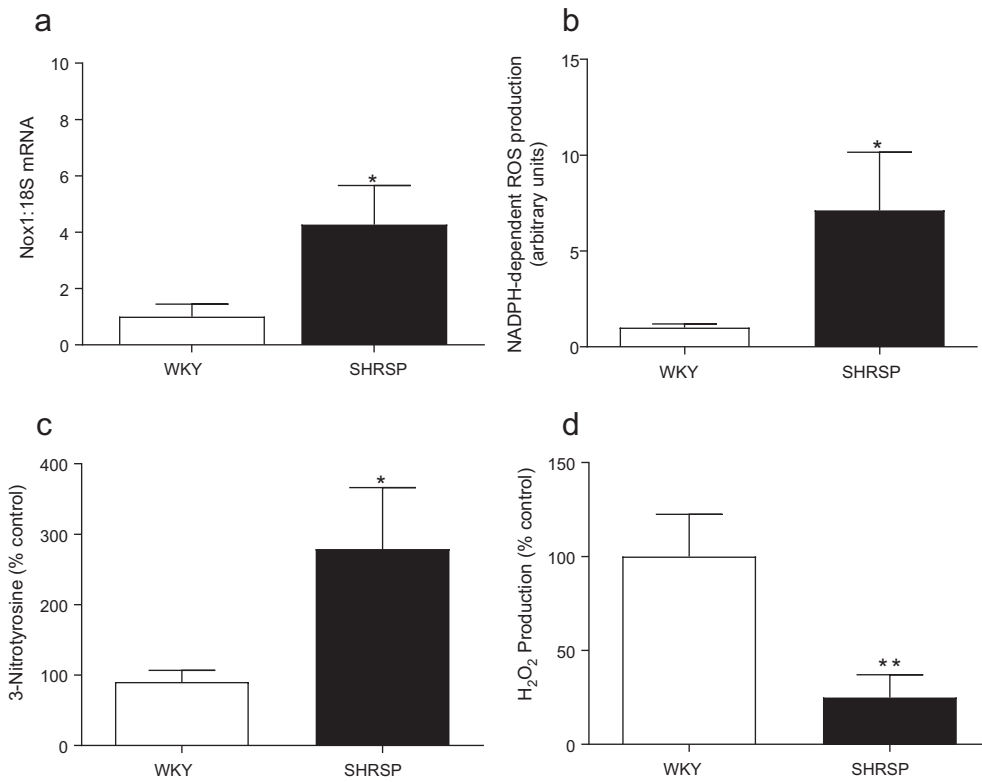 a
10
8
6
4
2
0
Nox1:18S mRNA
*
WKY
SHRSP
b
15
10
5
0
NADPH-dependent ROS production
(arbitrary units)
*
WKY
SHRSP
c
400
300
200
100
0
3-Nitrotyrosine (% control)
*
WKY
SHRSP
d
150
100
50
0
H₂O₂ Production (% control)
**
WKY
SHRSP